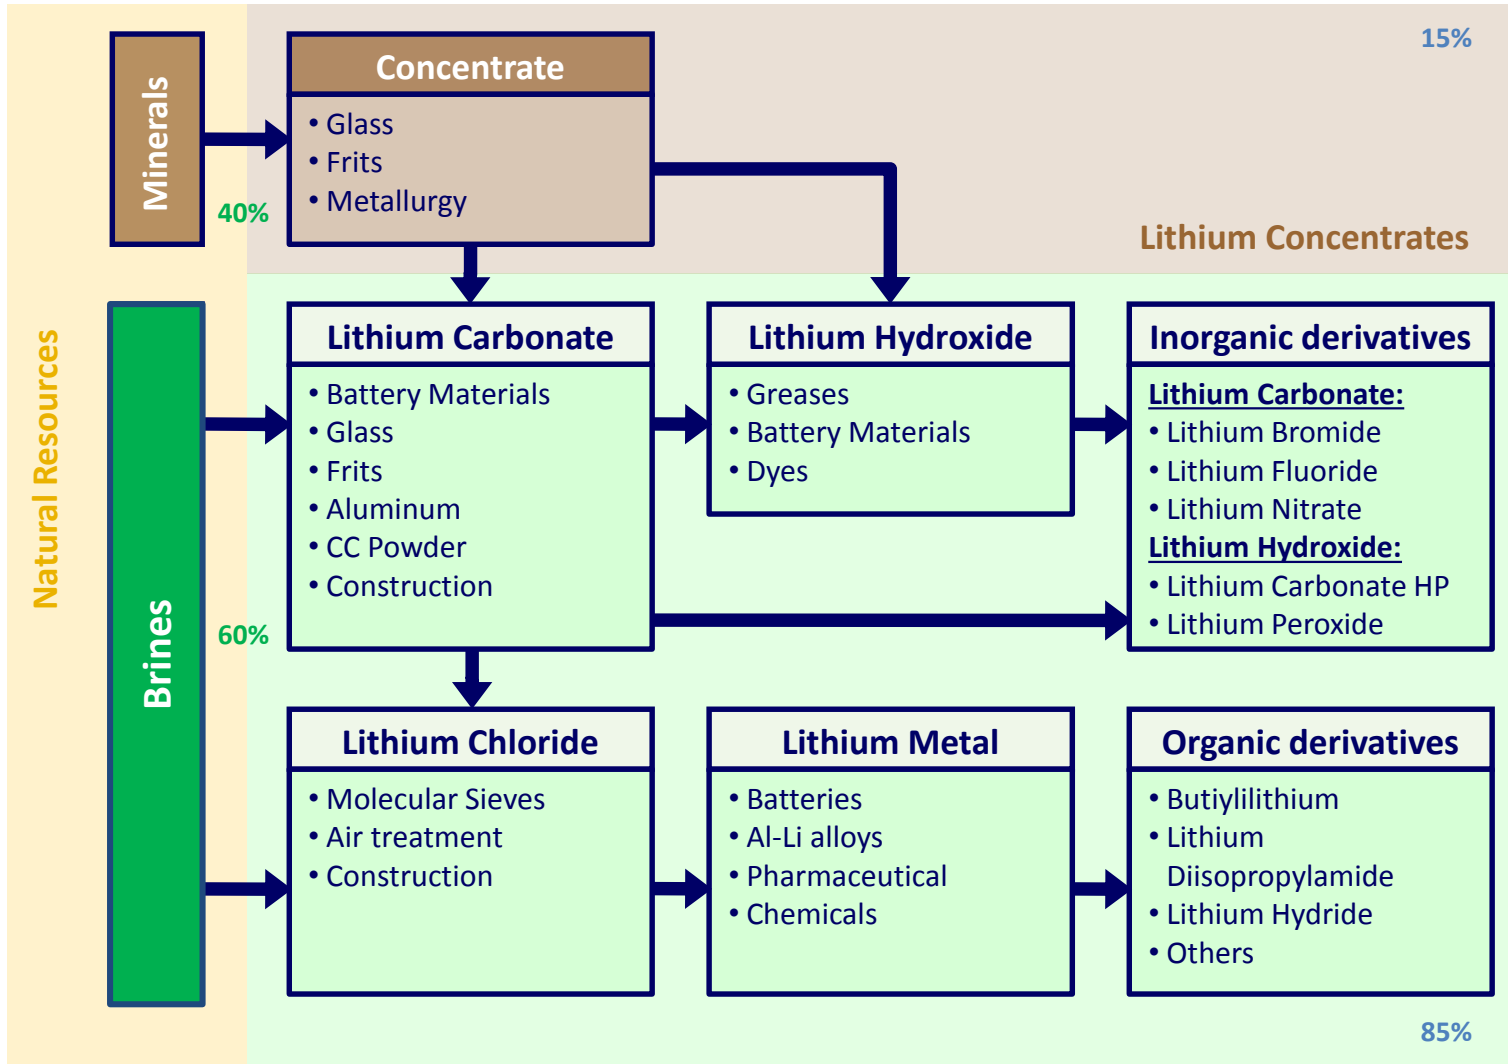 Natural Resources
Minerals
40%
Brines
60%
15%
Concentrate
• Glass
• Frits
• Metallurgy
Lithium Concentrates
Lithium Carbonate
• Battery Materials
• Glass
• Frits
• Aluminum
• CC Powder
• Construction
Lithium Hydroxide
• Greases
• Battery Materials
• Dyes
Inorganic derivatives
Lithium Carbonate:
• Lithium Bromide
• Lithium Fluoride
• Lithium Nitrate
Lithium Hydroxide:
• Lithium Carbonate HP
• Lithium Peroxide
Lithium Chloride
• Molecular Sieves
• Air treatment
• Construction
Lithium Metal
• Batteries
• Al-Li alloys
• Pharmaceutical
• Chemicals
Organic derivatives
• Butiylilithium
• Lithium
Diisopropylamide
• Lithium Hydride
• Others
85%